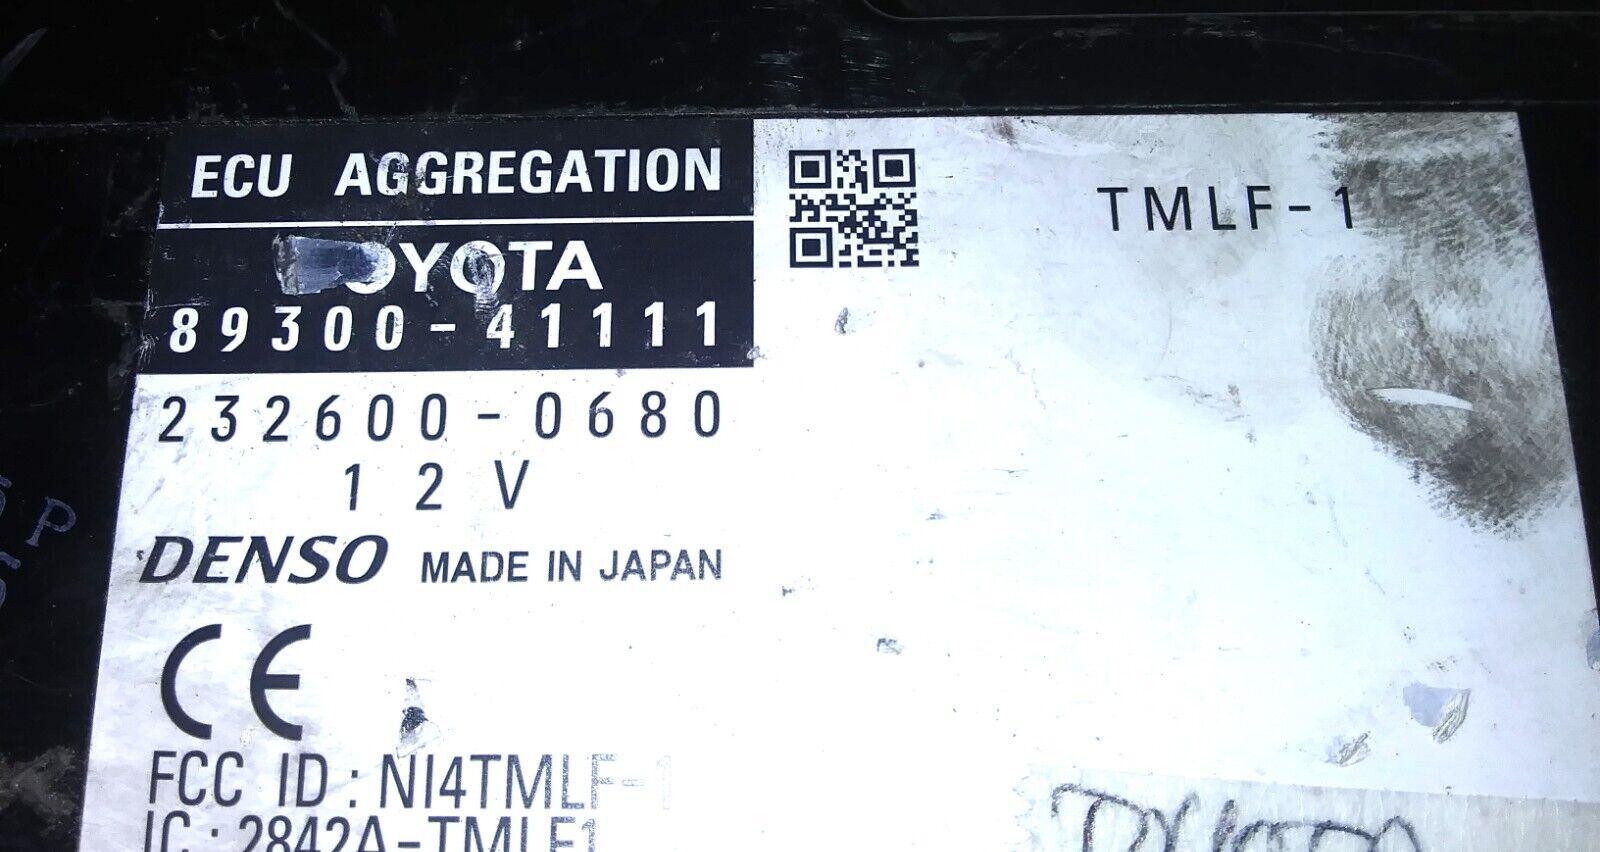 ECU AGGREGATION
TOYOTA
89300-41111
232600-0680
12V
DENSO MADE IN JAPAN
CE
FCC ID : NI4TMLF-1
IC : 2842A-TMLF1
TMLF-1
P